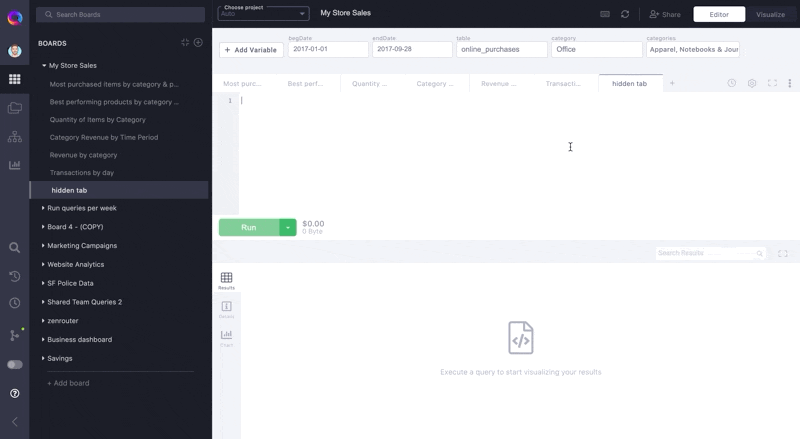 Search Boards
BOARDS
My Store Sales
Most purchased Items by category & p...
Best performing products by category ...
Quantity of Items by Category
Category Revenue by Time Period
Revenue by category
Transactions by day
hidden tab
Run queries per week
Board 4 - (COPY)
Marketing Campaigns
Website Analytics
SF Police Data
Shared Team Queries 2
zenrouter
Business dashboard
Savings
+ Add board
Choose project
Auto
My Store Sales
Share
Editor
Visualize
+ Add Variable
begDate
2017-01-01
endDate
2017-09-28
table
online_purchases
category
Office
categories
Apparel, Notebooks & Jour
Most purc...
Best perf...
Quantity ...
Category ...
Revenue ...
Transacti...
hidden tab
+
1
Run
$0.00
0 Byte
Search Results
Results
Details
Chart
Execute a query to start visualizing your results